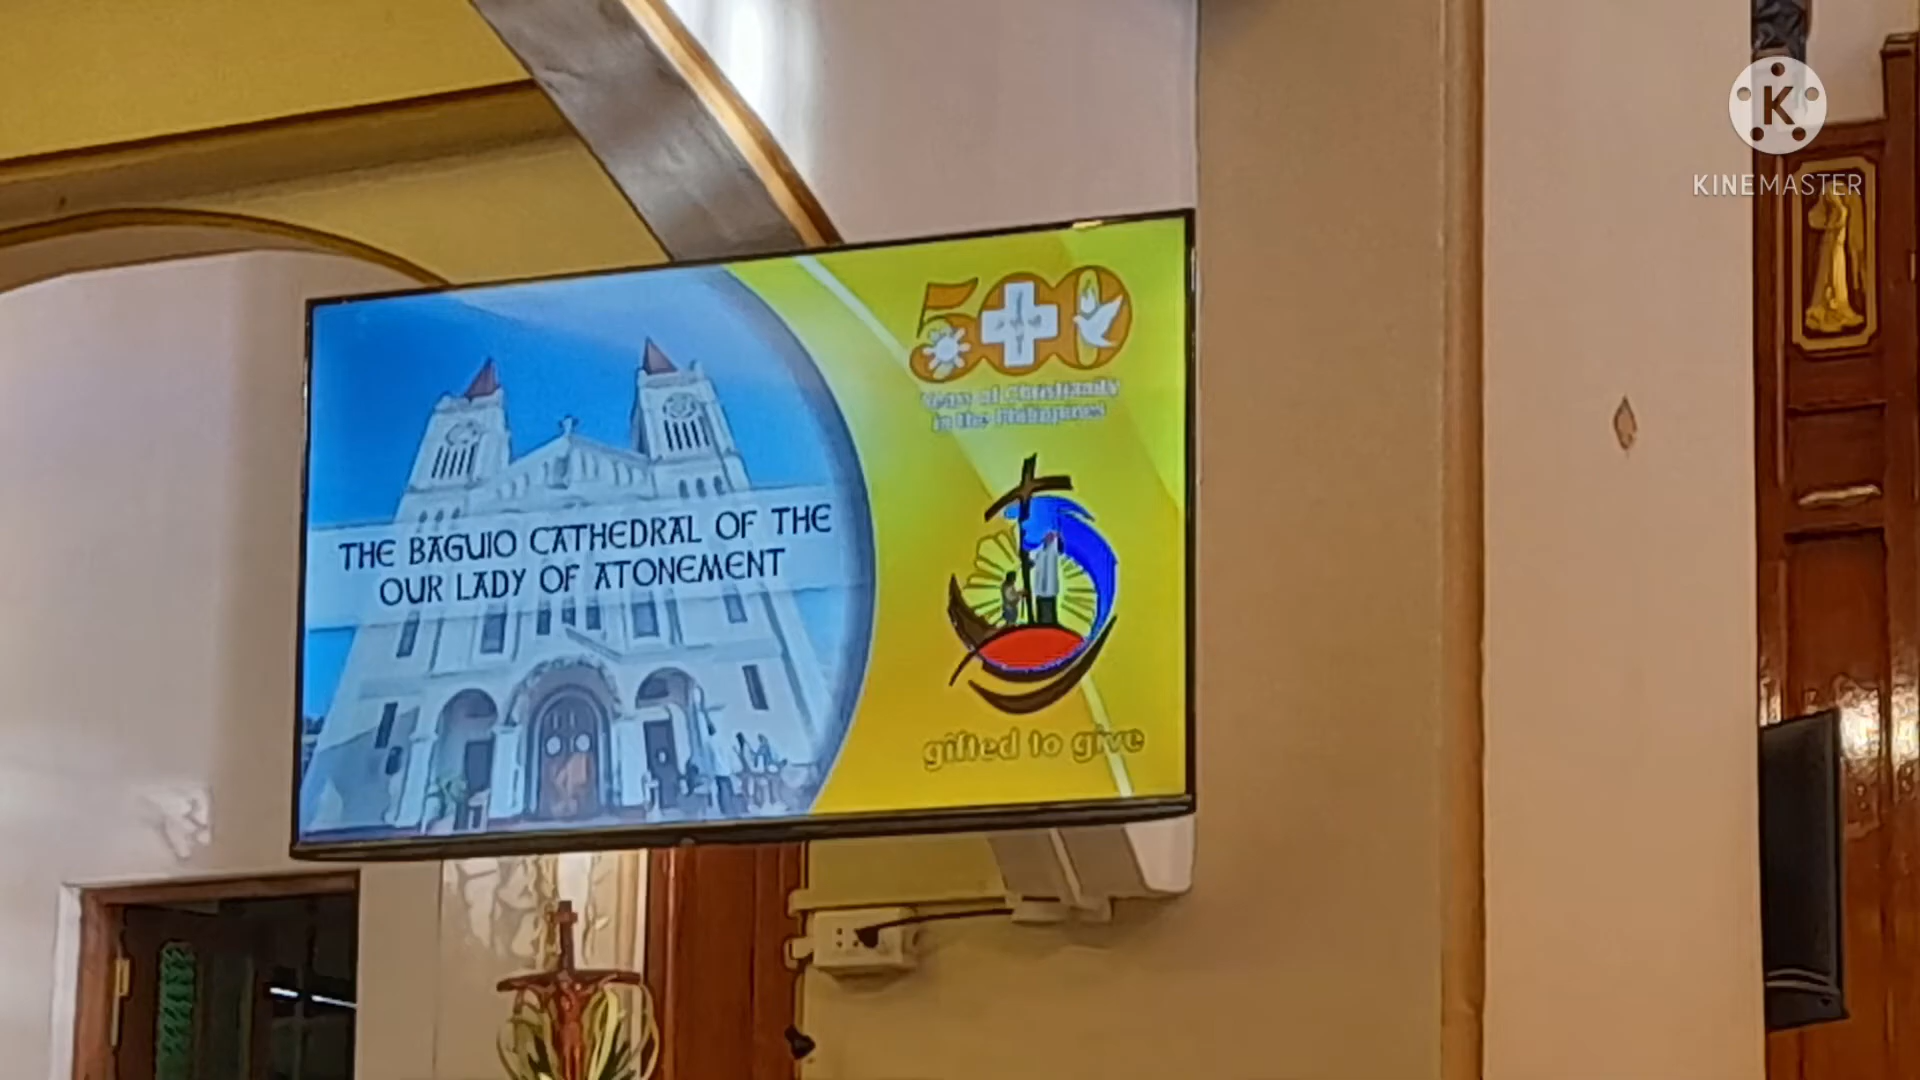 K
KINEMASTER
500
Years of Christianity
in the Philippines
THE BAGUIO CATHEDRAL OF THE
OUR LADY OF ATONEMENT
gifted to give